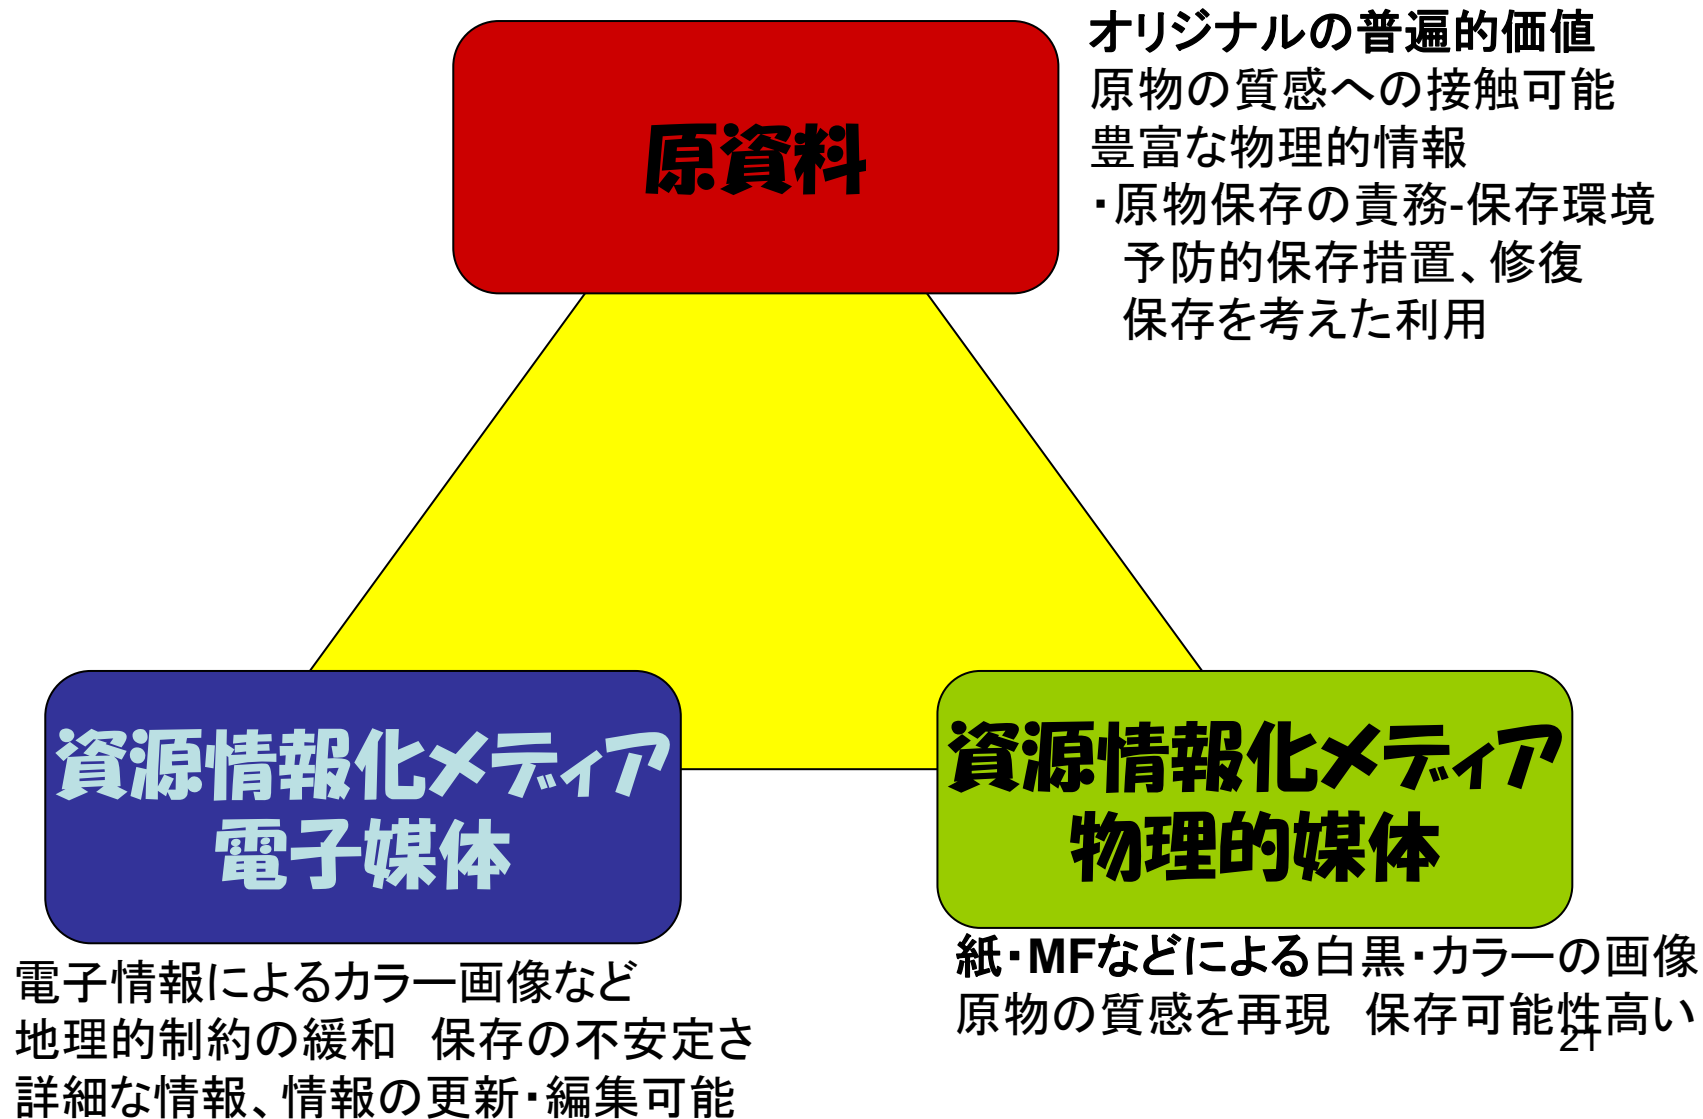 オリジナルの普遍的価値
原物の質感への接触可能
豊富な物理的情報
・原物保存の責務-保存環境
予防的保存措置、修復
保存を考えた利用
原資料
資源情報化メディア
電子媒体
資源情報化メディア
物理的媒体
電子情報によるカラー画像など
地理的制約の緩和　保存の不安定さ
詳細な情報、情報の更新・編集可能
紙・MFなどによる白黒・カラーの画像
原物の質感を再現　保存可能性高い
21